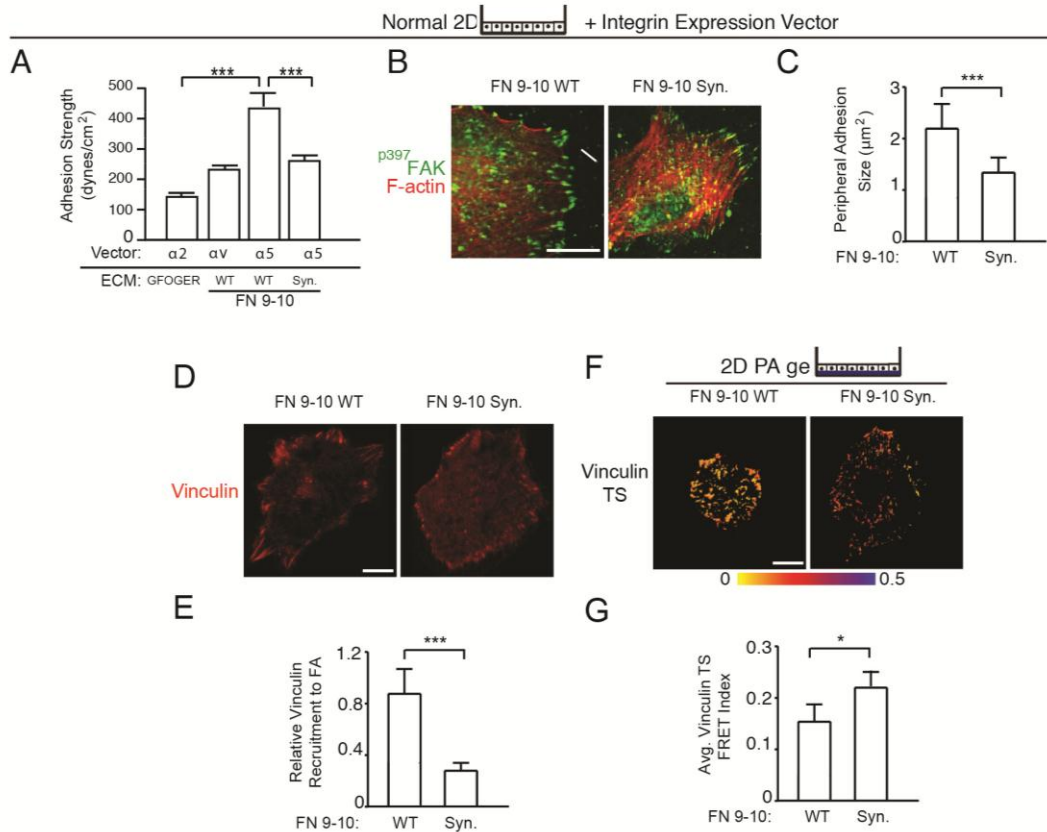 Normal 2D + Integrin Expression Vector
A
***
***
Adhesion Strength
(dynes/cm²)
500
400
300
200
100
0
Vector: α2 αv α5 α5
ECM: GFOGER WT WT Syn.
FN 9-10
B
FN 9-10 WT FN 9-10 Syn.
p397FAK
F-actin
C
***
Peripheral Adhesion
Size (µm²)
3
2
1
0
FN 9-10: WT Syn.
D
FN 9-10 WT FN 9-10 Syn.
Vinculin
E
***
Relative Vinculin
Recruitment to FA
1.2
0.8
0.4
0
FN 9-10: WT Syn.
F
2D PA ge
FN 9-10 WT FN 9-10 Syn.
Vinculin
TS
0 0.5
G
*
Avg. Vinculin TS
FRET Index
0.3
0.2
0.1
0
FN 9-10: WT Syn.